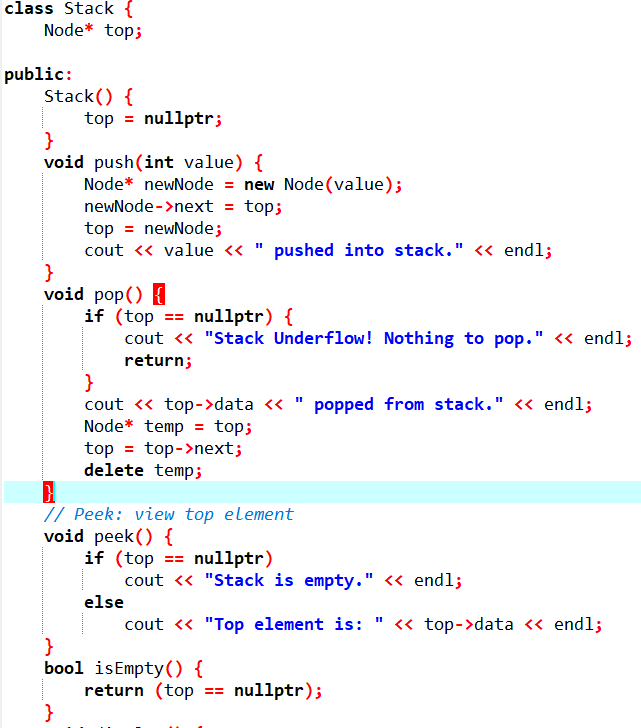 class Stack {
    Node* top;

public:
    Stack() {
        top = nullptr;
    }
    void push(int value) {
        Node* newNode = new Node(value);
        newNode->next = top;
        top = newNode;
        cout << value << " pushed into stack." << endl;
    }
    void pop() {
        if (top == nullptr) {
            cout << "Stack Underflow! Nothing to pop." << endl;
            return;
        }
        cout << top->data << " popped from stack." << endl;
        Node* temp = top;
        top = top->next;
        delete temp;
    }
    // Peek: view top element
    void peek() {
        if (top == nullptr)
            cout << "Stack is empty." << endl;
        else
            cout << "Top element is: " << top->data << endl;
    }
    bool isEmpty() {
        return (top == nullptr);
    }